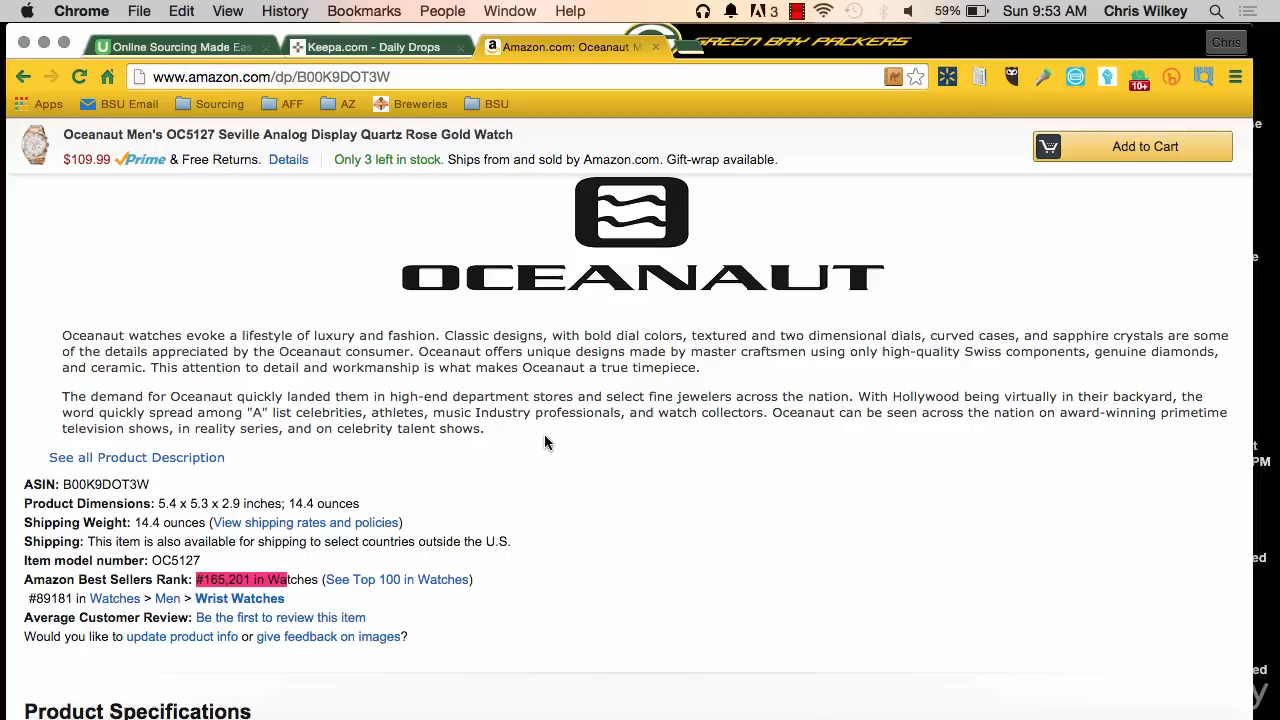 Chrome File Edit View History Bookmarks People Window Help 3 59% Sun 9:53 AM Chris Wilkey
Online Sourcing Made Eas Keepa.com - Daily Drops Amazon.com: Oceanaut M GREEN BAY PACKERS Chris
www.amazon.com/dp/B00K9DOT3W 10+
Apps BSU Email Sourcing AFF AZ Breweries BSU
Oceanaut Men's OC5127 Seville Analog Display Quartz Rose Gold Watch
$109.99 Prime & Free Returns. Details Only 3 left in stock. Ships from and sold by Amazon.com. Gift-wrap available.
Add to Cart
OCEANAUT
Oceanaut watches evoke a lifestyle of luxury and fashion. Classic designs, with bold dial colors, textured and two dimensional dials, curved cases, and sapphire crystals are some
of the details appreciated by the Oceanaut consumer. Oceanaut offers unique designs made by master craftsmen using only high-quality Swiss components, genuine diamonds,
and ceramic. This attention to detail and workmanship is what makes Oceanaut a true timepiece.
The demand for Oceanaut quickly landed them in high-end department stores and select fine jewelers across the nation. With Hollywood being virtually in their backyard, the
word quickly spread among "A" list celebrities, athletes, music Industry professionals, and watch collectors. Oceanaut can be seen across the nation on award-winning primetime
television shows, in reality series, and on celebrity talent shows.
See all Product Description
ASIN: B00K9DOT3W
Product Dimensions: 5.4 x 5.3 x 2.9 inches; 14.4 ounces
Shipping Weight: 14.4 ounces (View shipping rates and policies)
Shipping: This item is also available for shipping to select countries outside the U.S.
Item model number: OC5127
Amazon Best Sellers Rank: #165,201 in Watches (See Top 100 in Watches)
#89181 in Watches > Men > Wrist Watches
Average Customer Review: Be the first to review this item
Would you like to update product info or give feedback on images?
Product Specifications